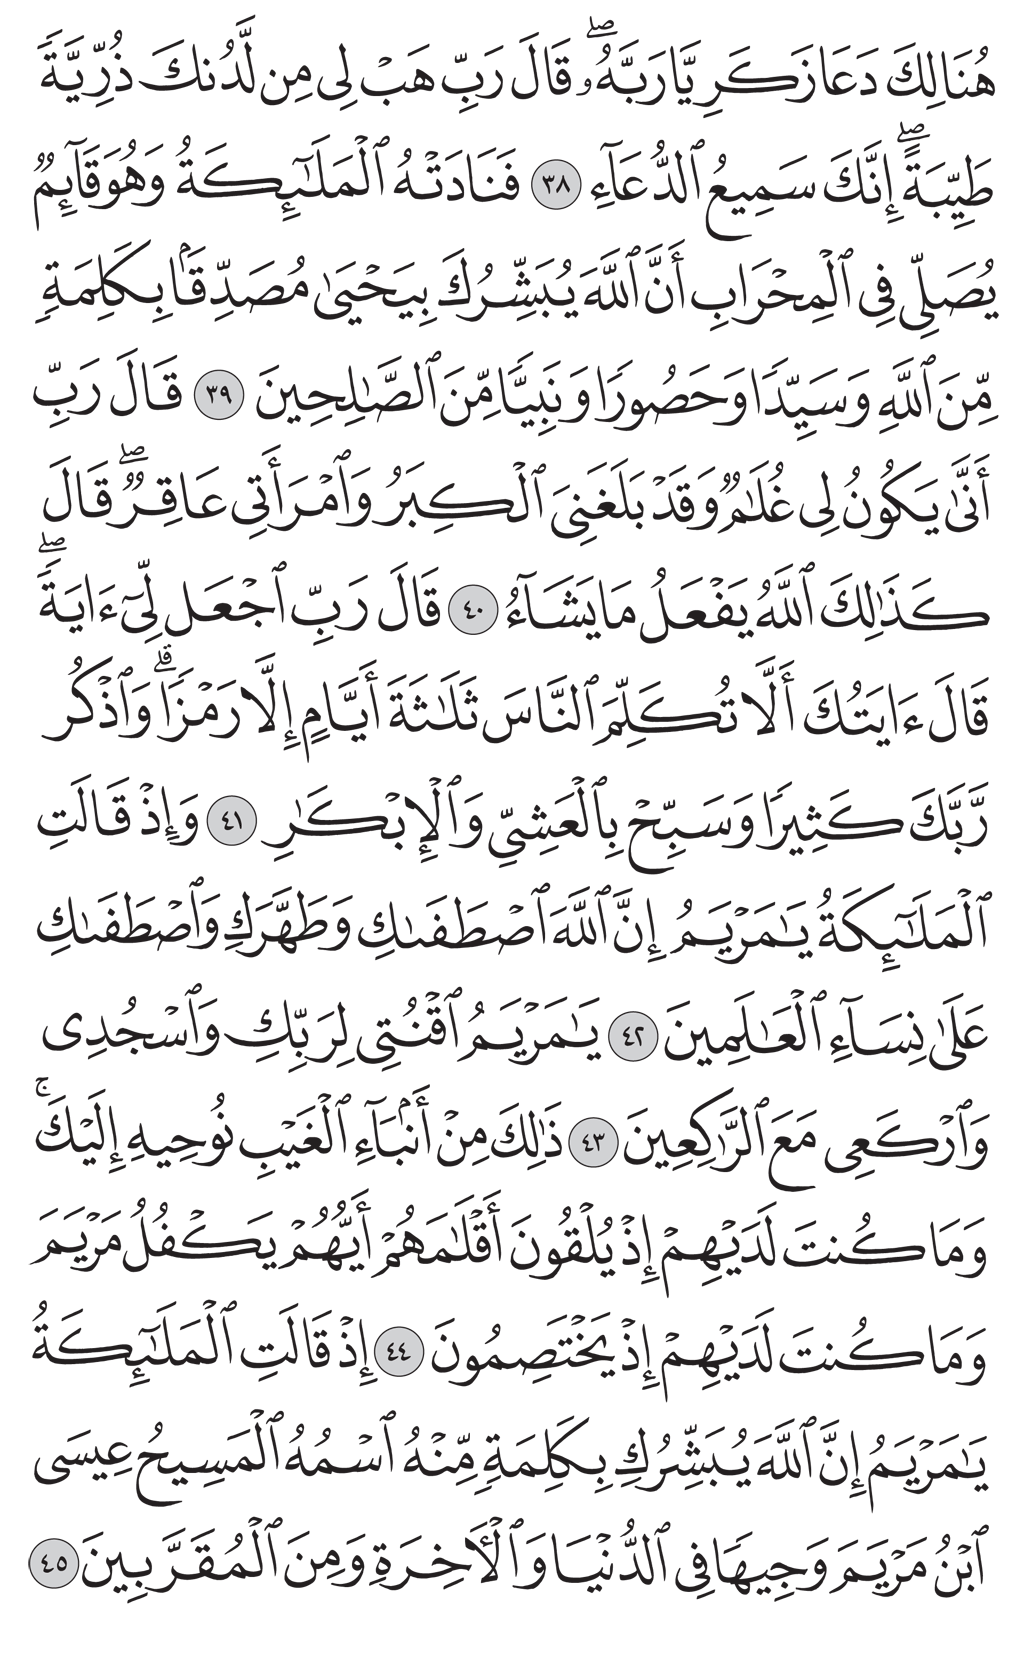 هُنَالِكَ دَعَا زَكَرِيَّا رَبَّهُۥۖ قَالَ رَبِّ هَبۡ لِي مِن لَّدُنكَ ذُرِّيَّةٗ
طَيِّبَةًۖ إِنَّكَ سَمِيعُ ٱلدُّعَآءِ ٣٨ فَنَادَتۡهُ ٱلۡمَلَٰٓئِكَةُ وَهُوَ قَآئِمٞ
يُصَلِّي فِي ٱلۡمِحۡرَابِ أَنَّ ٱللَّهَ يُبَشِّرُكَ بِيَحۡيَىٰ مُصَدِّقَۢا بِكَلِمَةٖ
مِّنَ ٱللَّهِ وَسَيِّدٗا وَحَصُورٗا وَنَبِيّٗا مِّنَ ٱلصَّٰلِحِينَ ٣٩ قَالَ رَبِّ
أَنَّىٰ يَكُونُ لِي غُلَٰمٞ وَقَدۡ بَلَغَنِيَ ٱلۡكِبَرُ وَٱمۡرَأَتِي عَاقِرٞۖ قَالَ
كَذَٰلِكَ ٱللَّهُ يَفۡعَلُ مَا يَشَآءُ ٤٠ قَالَ رَبِّ ٱجۡعَل لِّيٓ ءَايَةٗۖ
قَالَ ءَايَتُكَ أَلَّا تُكَلِّمَ ٱلنَّاسَ ثَلَٰثَةَ أَيَّامٍ إِلَّا رَمۡزٗاۗ وَٱذۡكُر
رَّبَّكَ كَثِيرٗا وَسَبِّحۡ بِٱلۡعَشِيِّ وَٱلۡإِبۡكَٰرِ ٤١ وَإِذۡ قَالَتِ
ٱلۡمَلَٰٓئِكَةُ يَٰمَرۡيَمُ إِنَّ ٱللَّهَ ٱصۡطَفَىٰكِ وَطَهَّرَكِ وَٱصۡطَفَىٰكِ
عَلَىٰ نِسَآءِ ٱلۡعَٰلَمِينَ ٤٢ يَٰمَرۡيَمُ ٱقۡنُتِي لِرَبِّكِ وَٱسۡجُدِي
وَٱرۡكَعِي مَعَ ٱلرَّٰكِعِينَ ٤٣ ذَٰلِكَ مِنۡ أَنۢبَآءِ ٱلۡغَيۡبِ نُوحِيهِ إِلَيۡكَۚ
وَمَا كُنتَ لَدَيۡهِمۡ إِذۡ يُلۡقُونَ أَقۡلَٰمَهُمۡ أَيُّهُمۡ يَكۡفُلُ مَرۡيَمَ
وَمَا كُنتَ لَدَيۡهِمۡ إِذۡ يَخۡتَصِمُونَ ٤٤ إِذۡ قَالَتِ ٱلۡمَلَٰٓئِكَةُ
يَٰمَرۡيَمُ إِنَّ ٱللَّهَ يُبَشِّرُكِ بِكَلِمَةٖ مِّنۡهُ ٱسۡمُهُ ٱلۡمَسِيحُ عِيسَى
ٱبۡنُ مَرۡيَمَ وَجِيهٗا فِي ٱلدُّنۡيَا وَٱلۡأٓخِرَةِ وَمِنَ ٱلۡمُقَرَّبِينَ ٤٥